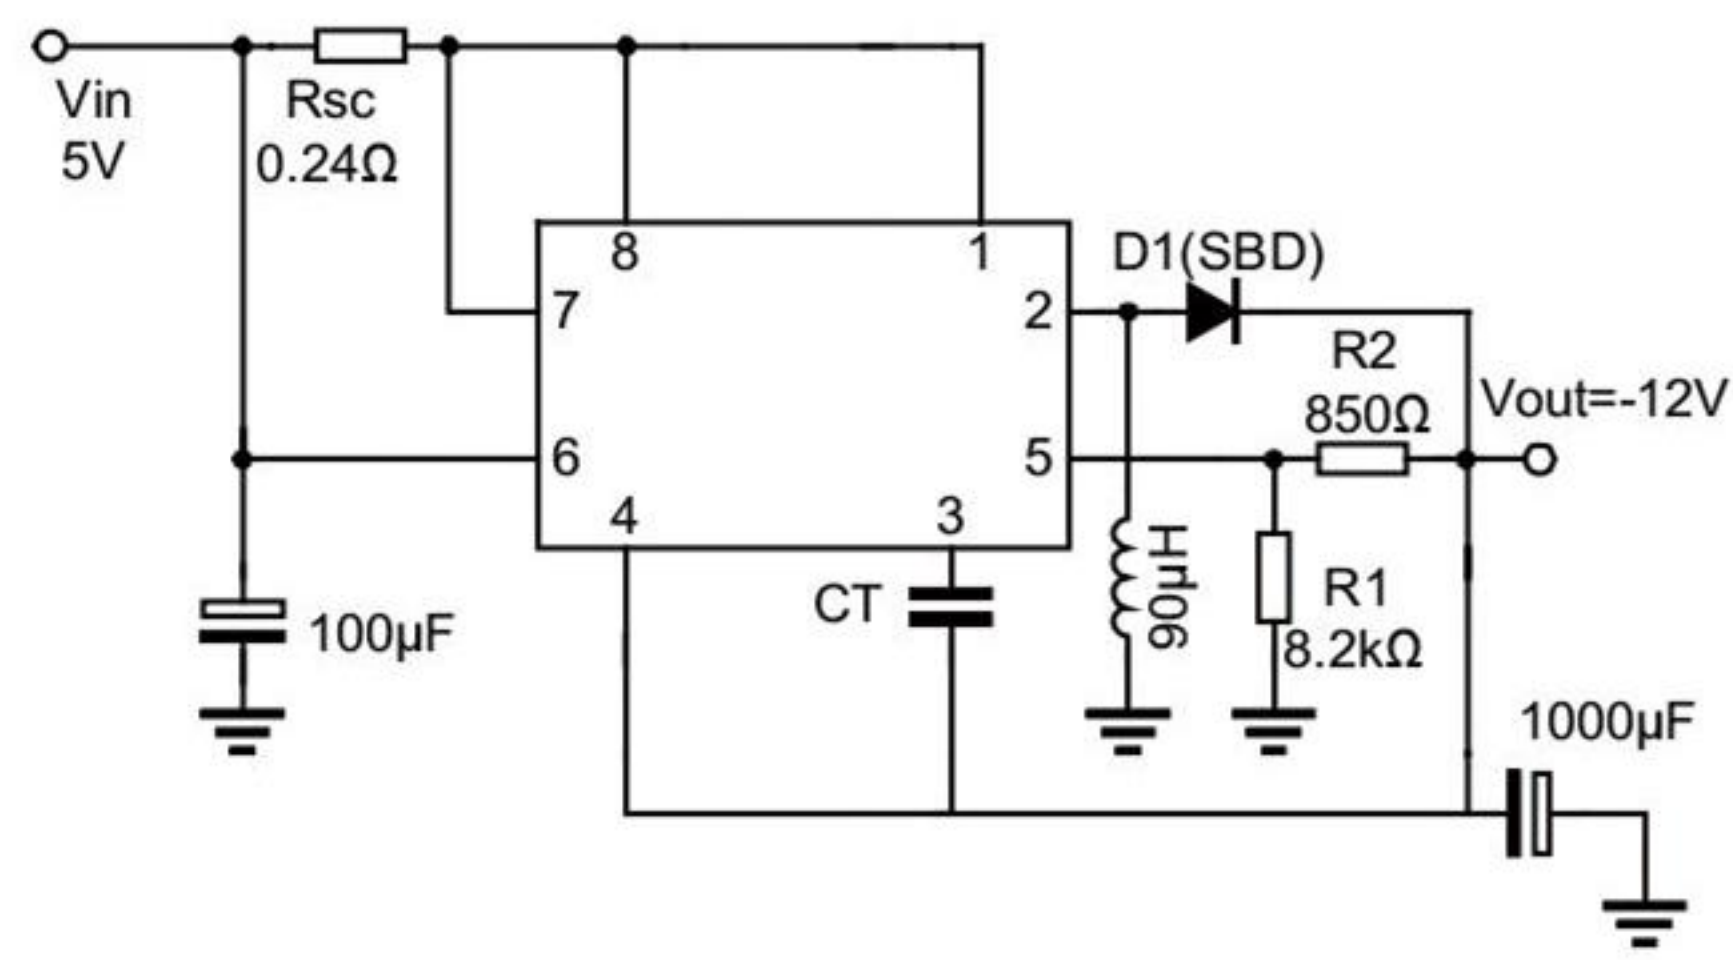 Vin
5V
Rsc
0.24Ω
8
1
7
2
6
5
4
3
D1(SBD)
R2
850Ω
Vout=-12V
CT
90µH
R1
8.2kΩ
100µF
1000µF